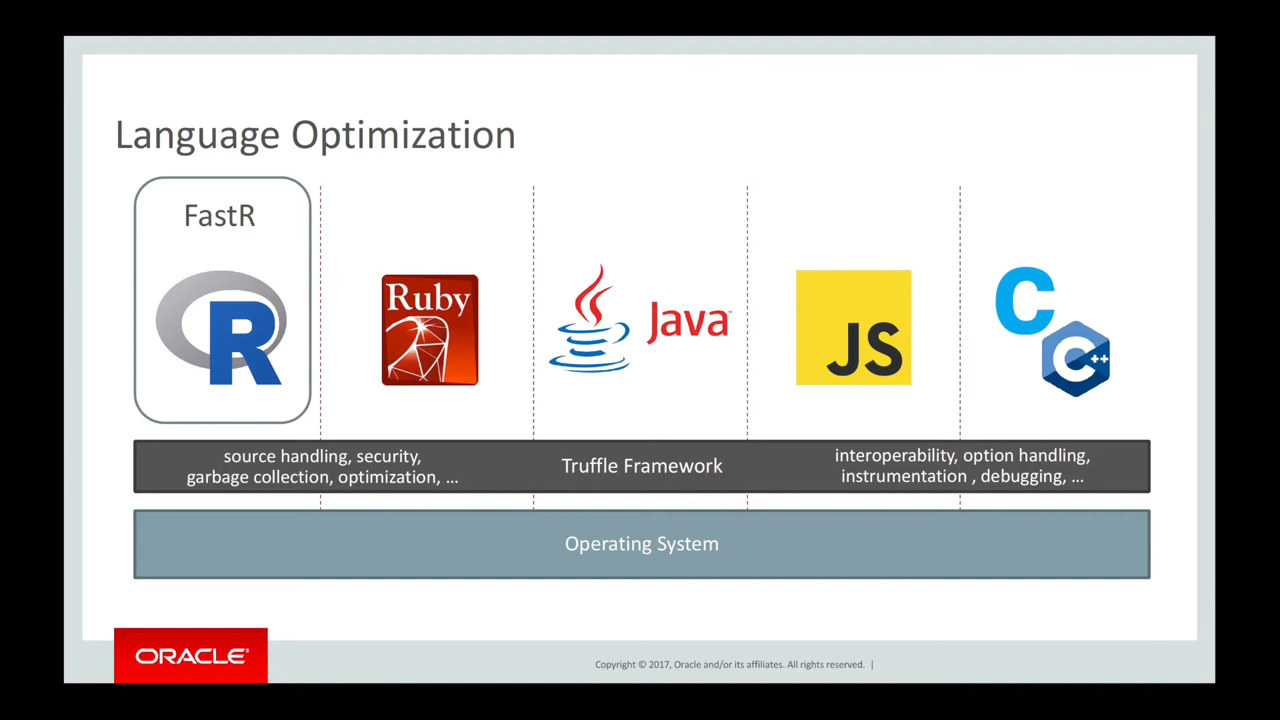 Language Optimization
FastR
R
Ruby
Java™
JS
C
C++
source handling, security,
garbage collection, optimization, ...
Truffle Framework
interoperability, option handling,
instrumentation , debugging, ...
Operating System
ORACLE®
Copyright © 2017, Oracle and/or its affiliates. All rights reserved. |